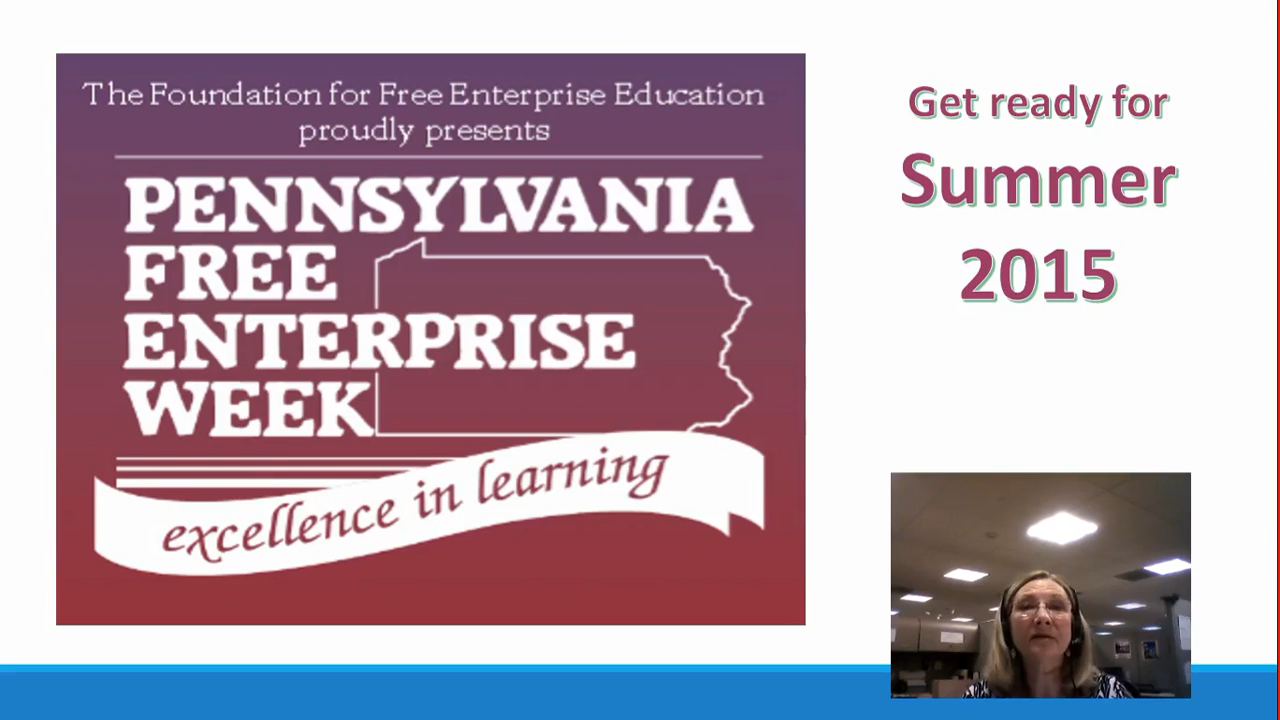 The Foundation for Free Enterprise Education
proudly presents
PENNSYLVANIA
FREE
ENTERPRISE
WEEK
excellence in learning
Get ready for
Summer
2015